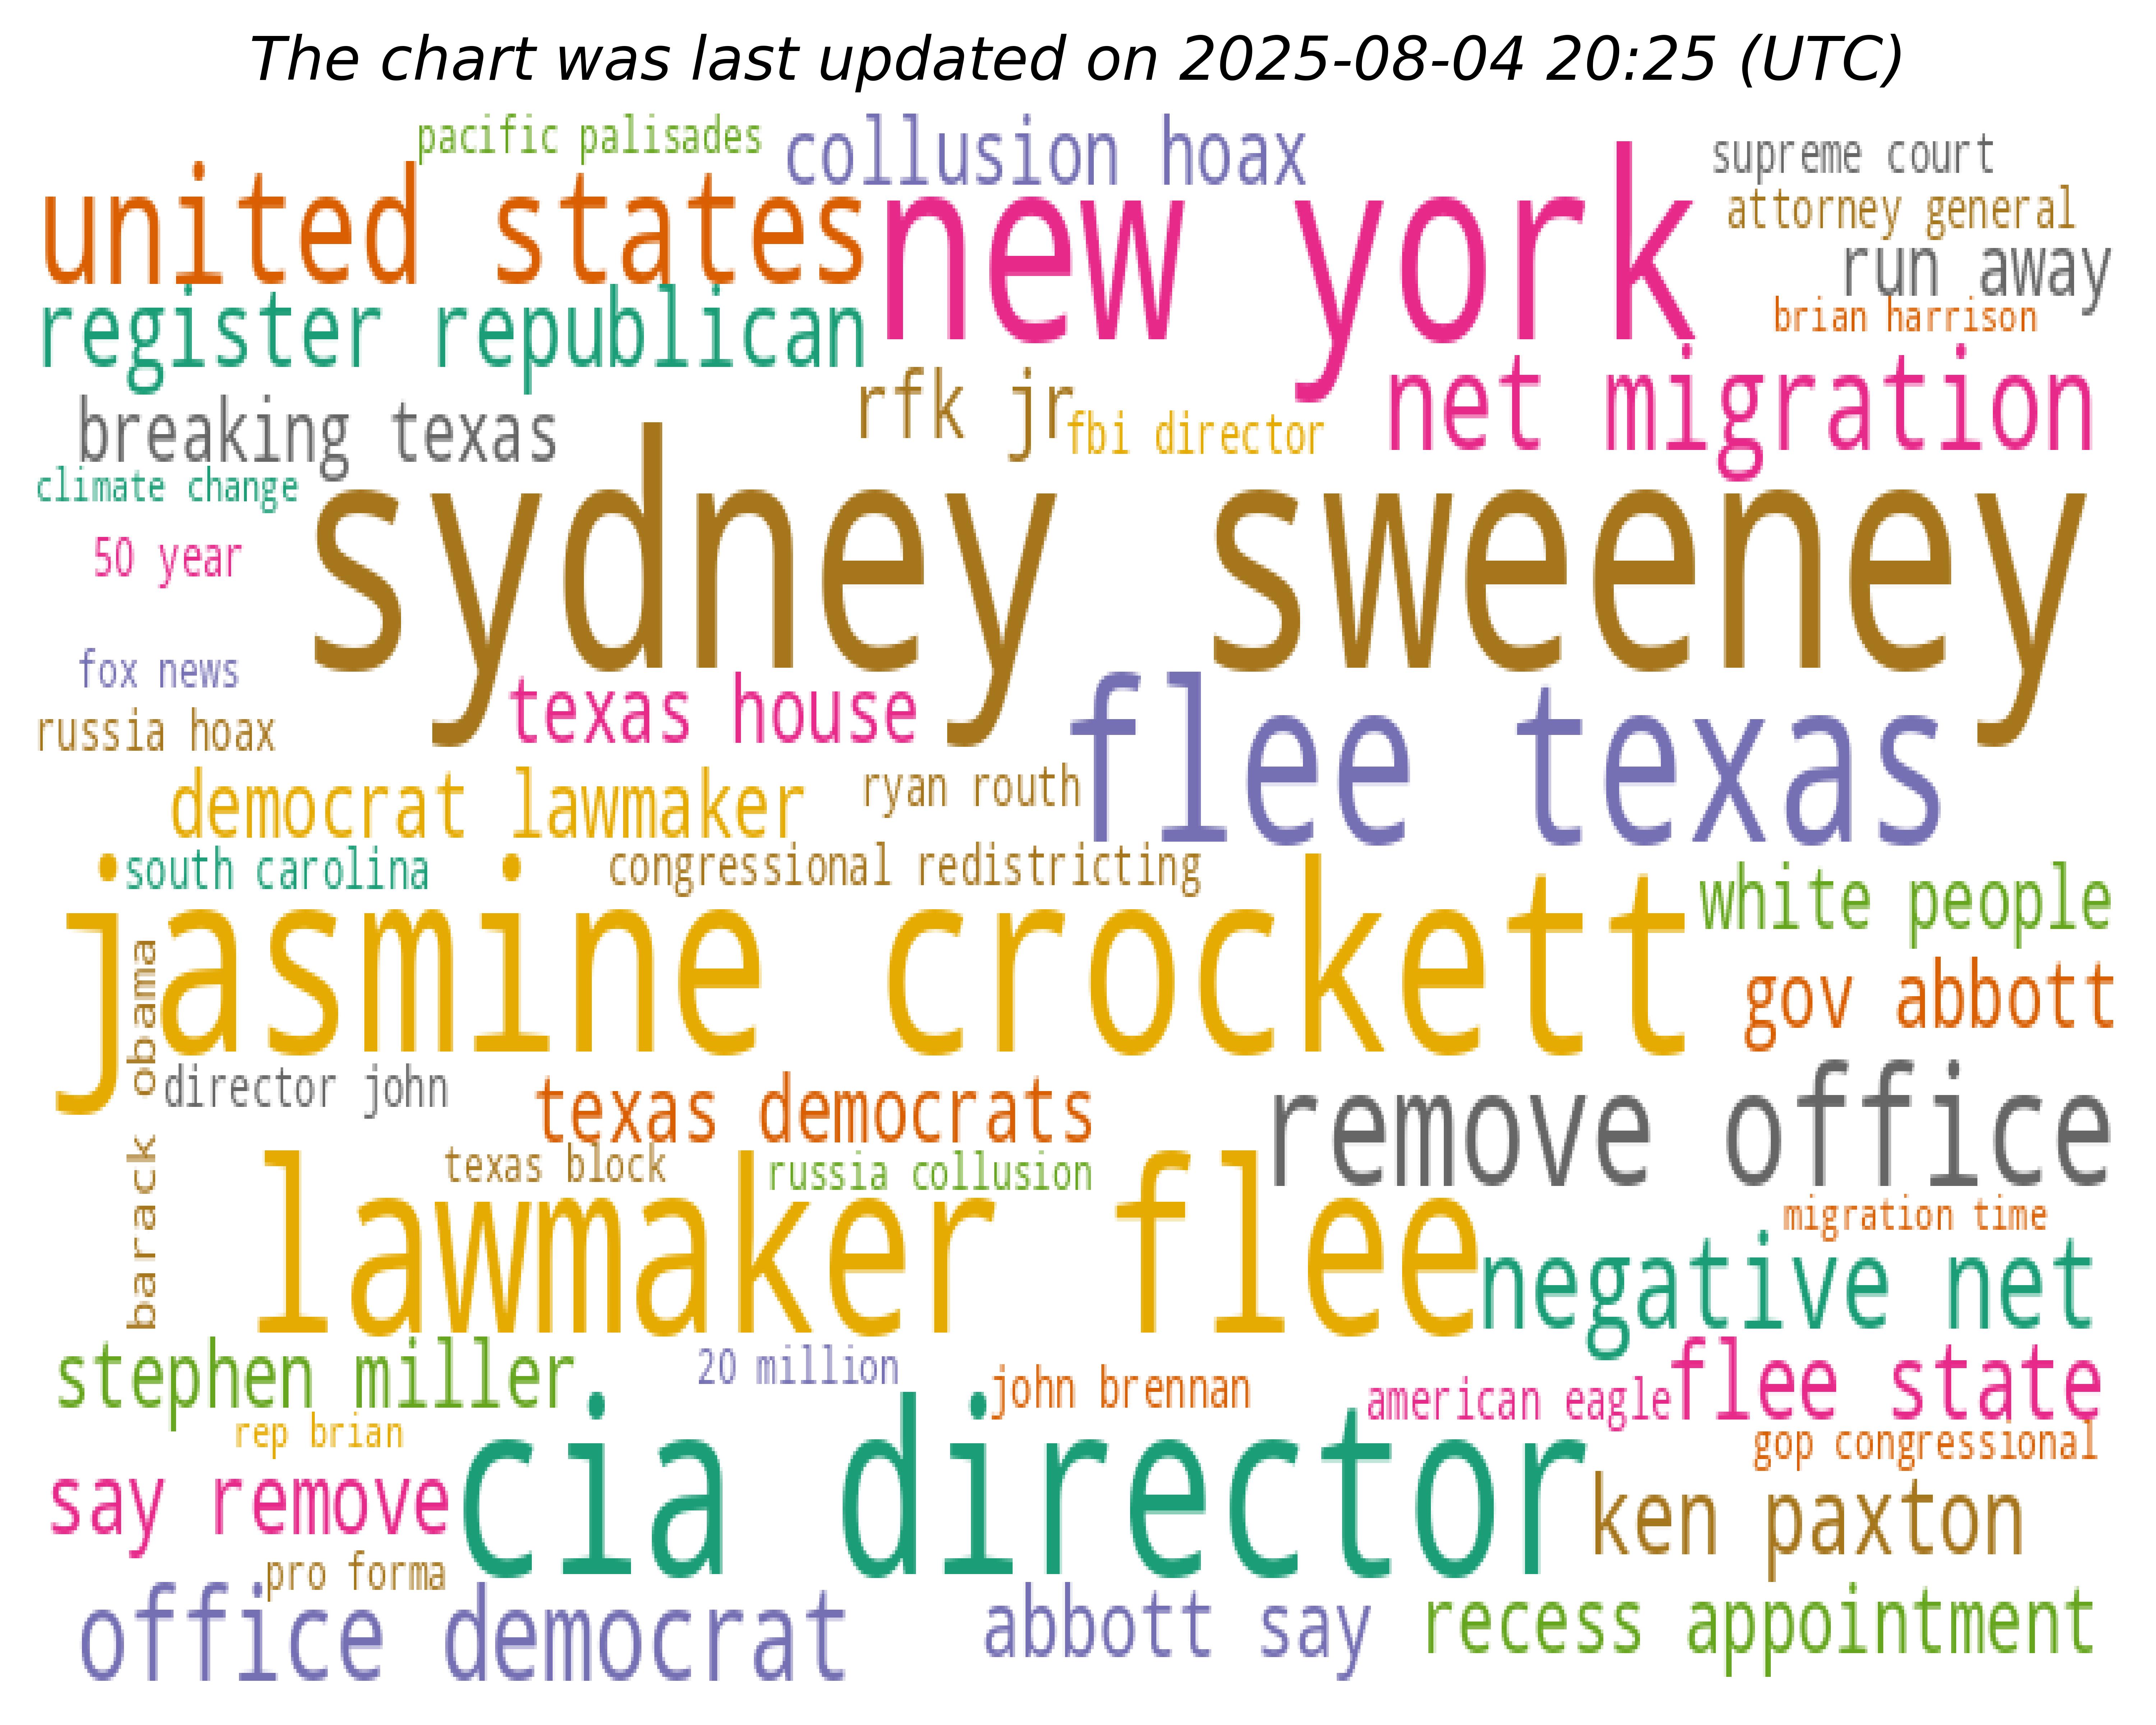 The chart was last updated on 2025-08-04 20:25 (UTC)
pacific palisades
collusion hoax
supreme court
united states
new york
attorney general
run away
register republican
brian harrison
rfk jr
net migration
breaking texas
fbi director
climate change
sydney sweeney
50 year
fox news
texas house
flee texas
russia hoax
democrat lawmaker
ryan routh
south carolina
congressional redistricting
white people
jasmine crockett
gov abbott
barack obama
director john
texas democrats
remove office
texas block
russia collusion
lawmaker flee
migration time
negative net
stephen miller
20 million
john brennan
american eagle
flee state
rep brian
cia director
gop congressional
say remove
ken paxton
pro forma
office democrat
abbott say
recess appointment